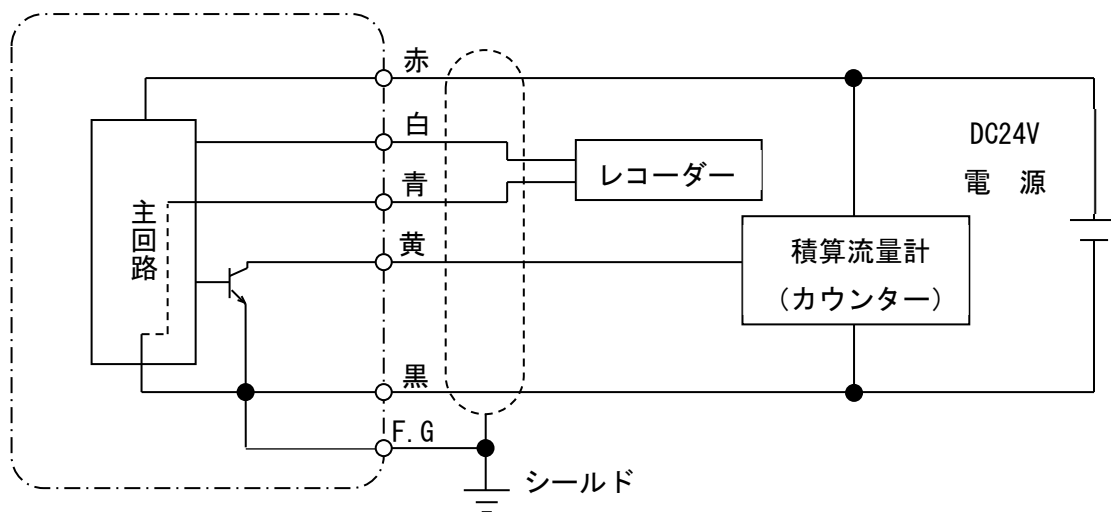 赤
白
DC24V
電 源
レコーダー
青
主回路
黄
積算流量計
(カウンター)
黒
F.G
シールド